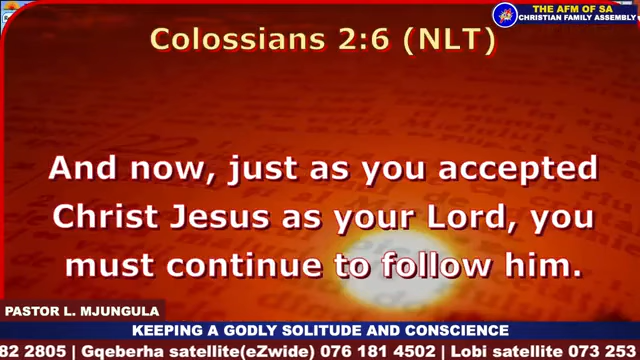 THE AFM OF SA
CHRISTIAN FAMILY ASSEMBLY
Colossians 2:6 (NLT)
And now, just as you accepted
Christ Jesus as your Lord, you
must continue to follow him.
PASTOR L. MJUNGULA
KEEPING A GODLY SOLITUDE AND CONSCIENCE
82 2805 | Gqeberha satellite(eZwide) 076 181 4502 | Lobi satellite 073 253